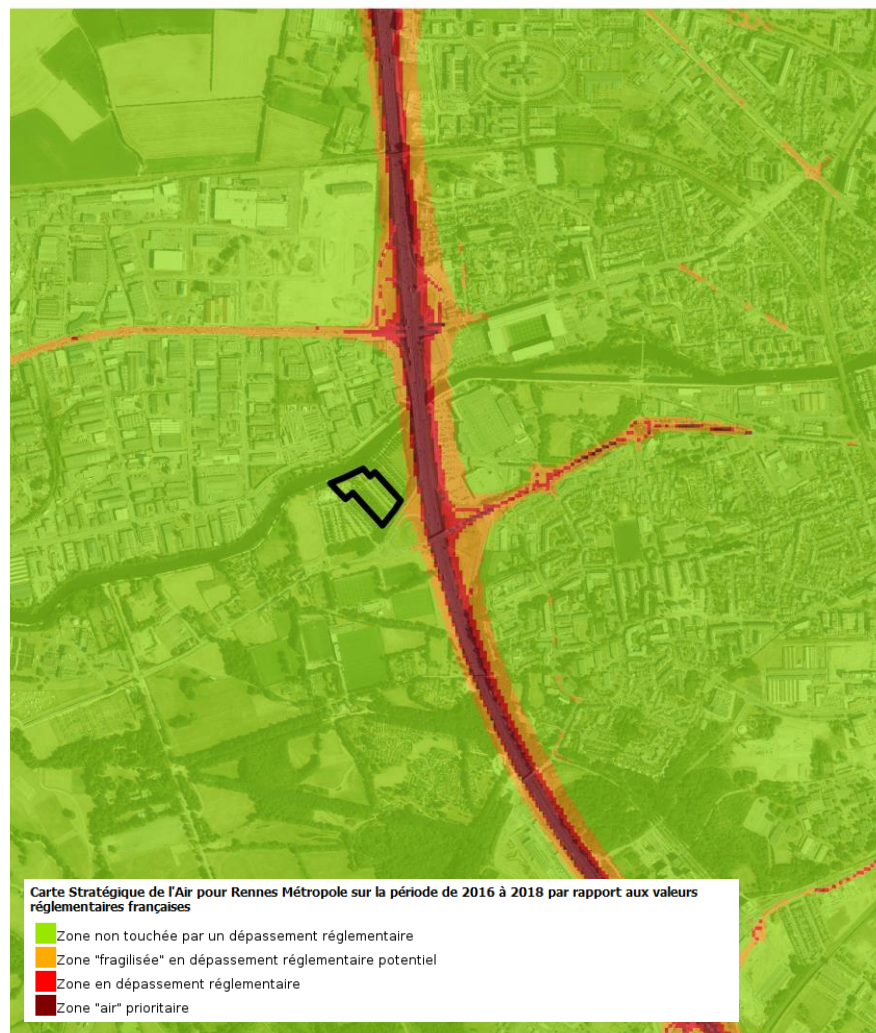 Carte Stratégique de l'Air pour Rennes Métropole sur la période de 2016 à 2018 par rapport aux valeurs
réglementaires françaises
Zone non touchée par un dépassement réglementaire
Zone "fragilisée" en dépassement réglementaire potentiel
Zone en dépassement réglementaire
Zone "air" prioritaire